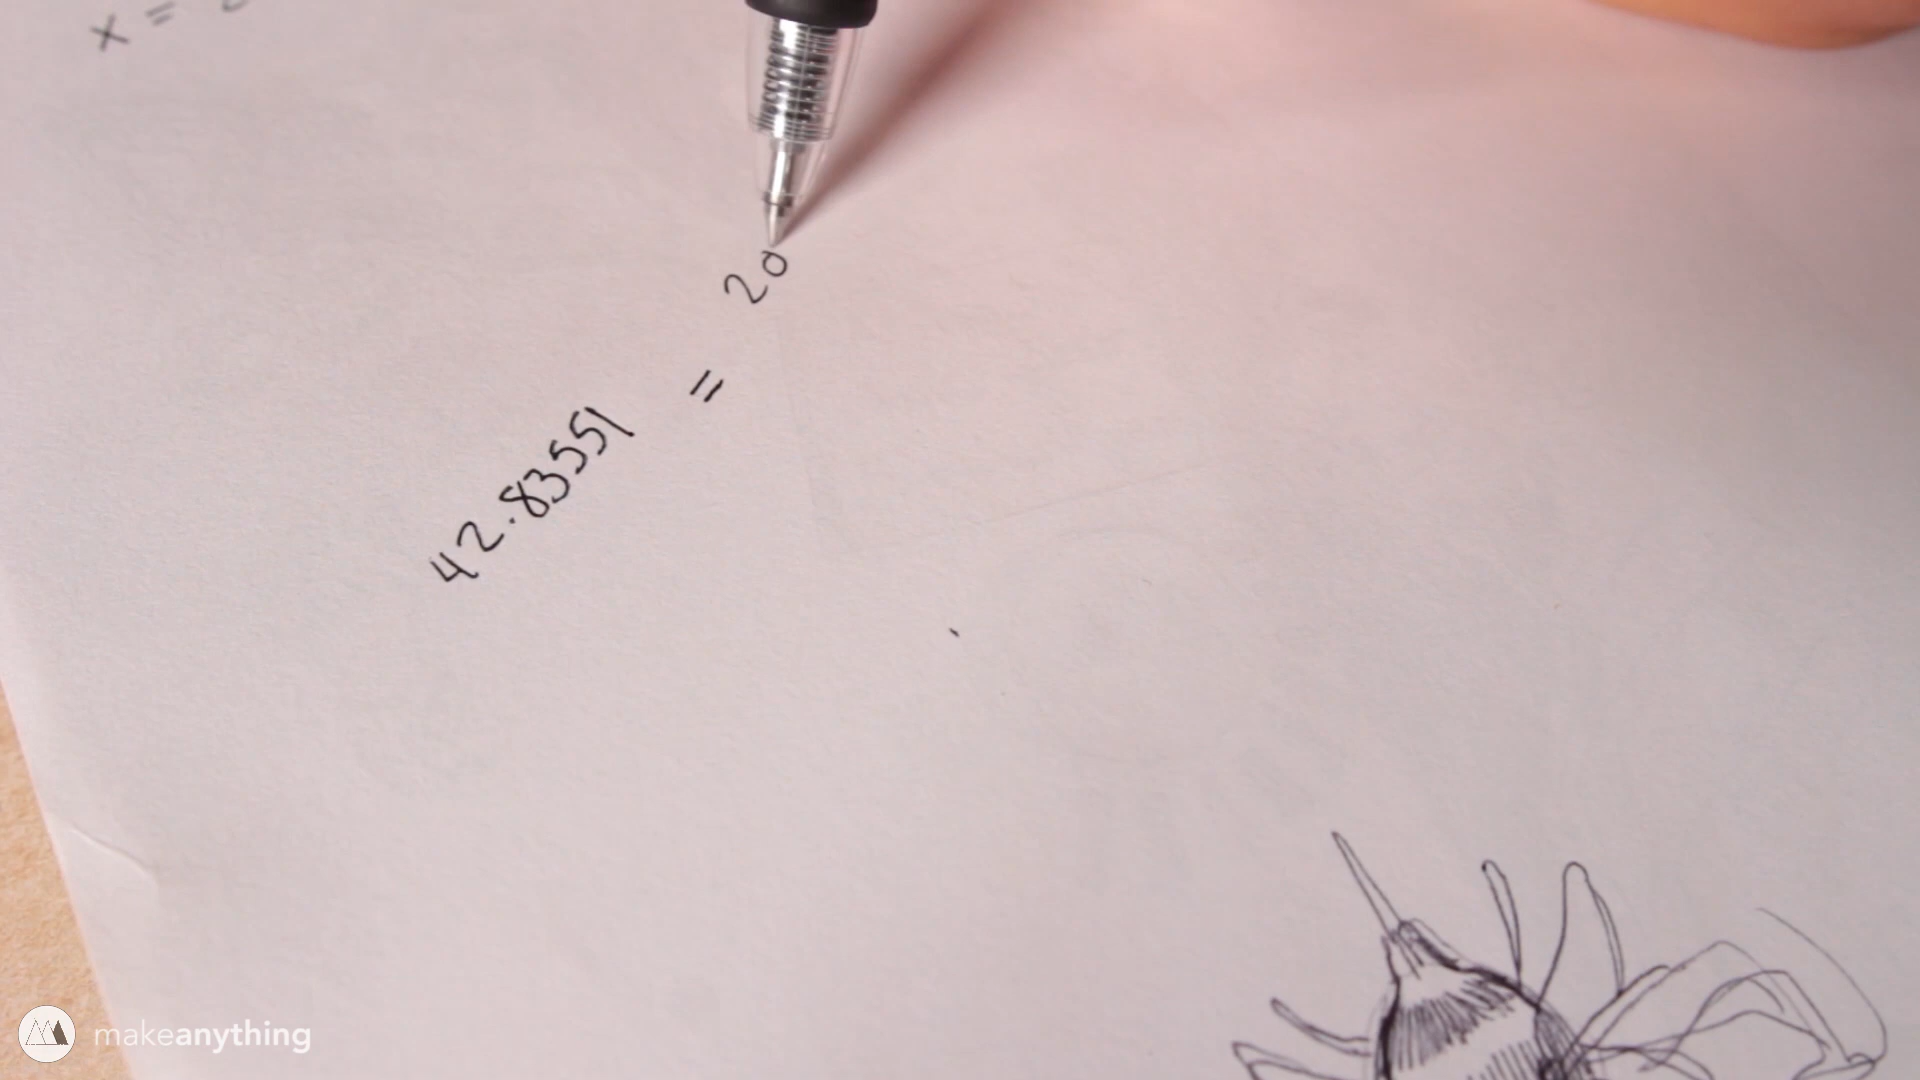 x =
42.83551 = 20
makeanything